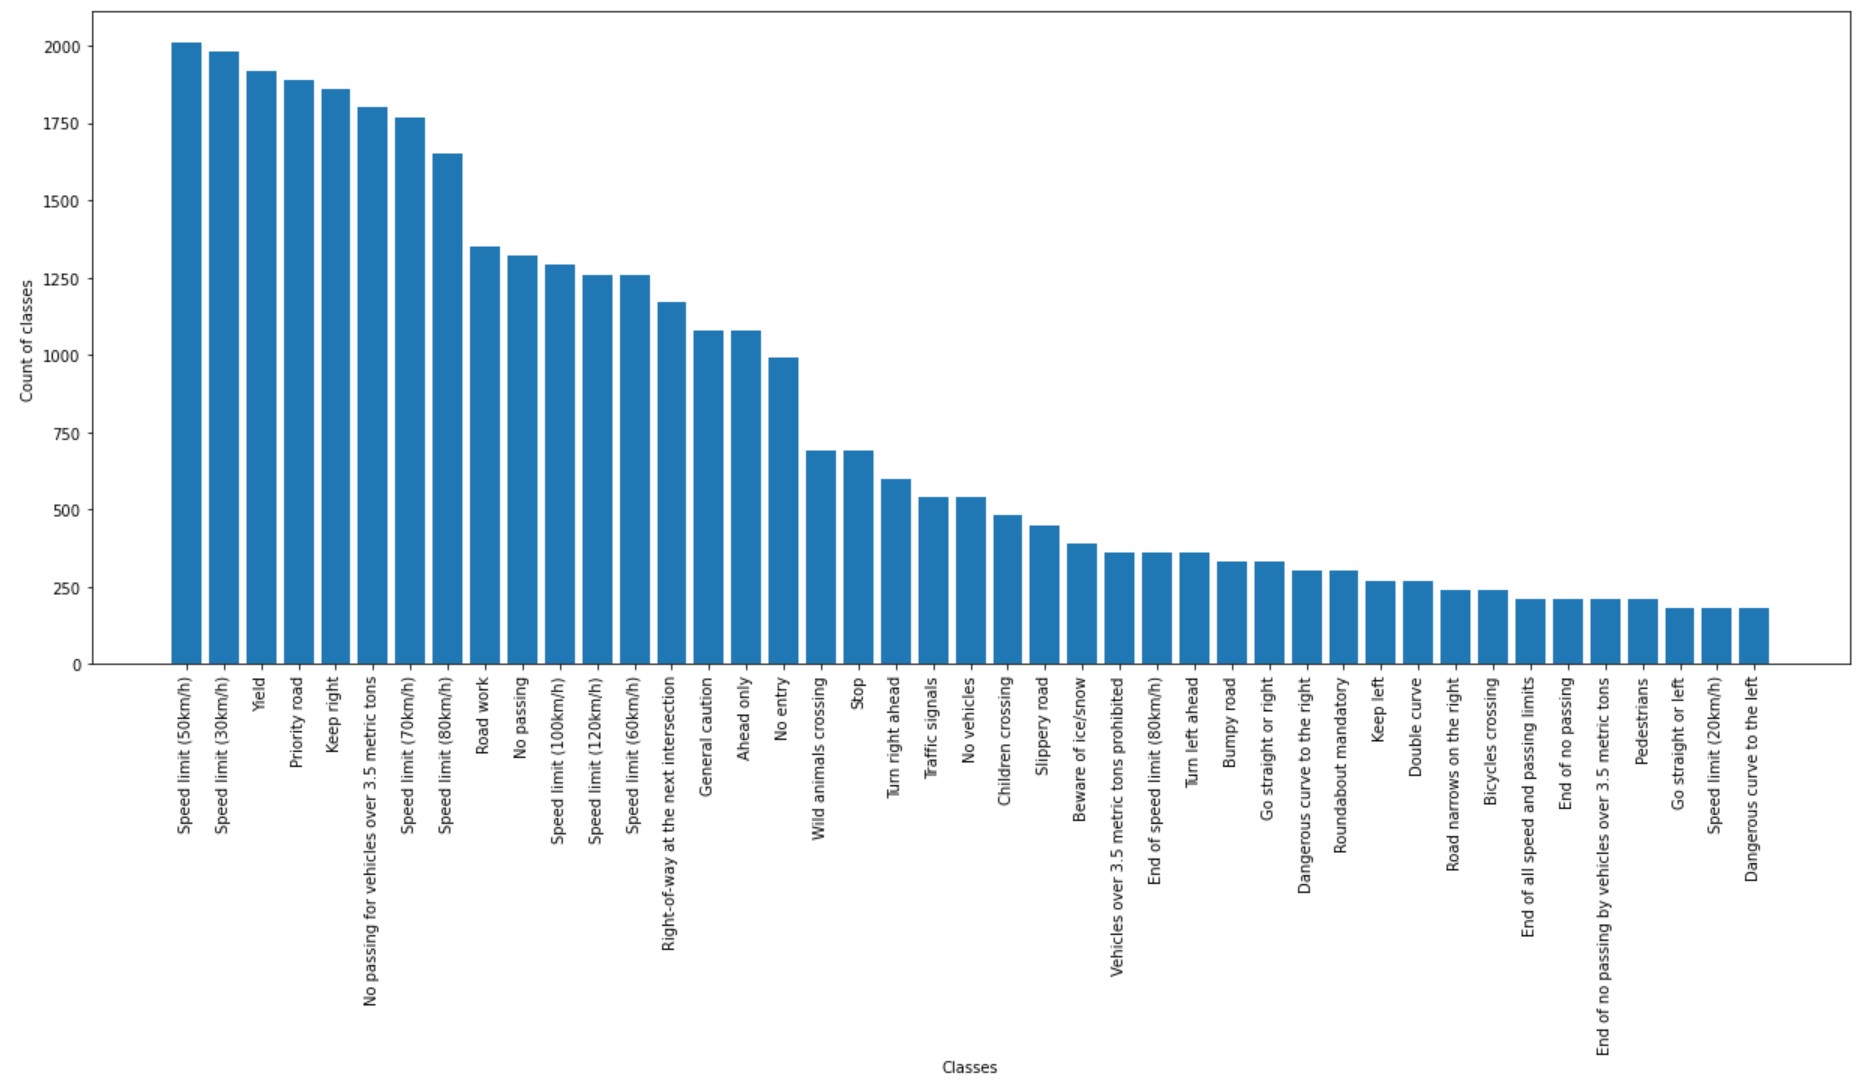 2000
1750
1500
1250
1000
750
500
250
0
Count of classes
Speed limit (50km/h)
Speed limit (30km/h)
Yield
Priority road
Keep right
No passing for vehicles over 3.5 metric tons
Speed limit (70km/h)
Speed limit (80km/h)
Road work
No passing
Speed limit (100km/h)
Speed limit (120km/h)
Speed limit (60km/h)
Right-of-way at the next intersection
General caution
Ahead only
No entry
Wild animals crossing
Stop
Turn right ahead
Traffic signals
No vehicles
Children crossing
Slippery road
Beware of ice/snow
Vehicles over 3.5 metric tons prohibited
End of speed limit (80km/h)
Turn left ahead
Bumpy road
Go straight or right
Dangerous curve to the right
Roundabout mandatory
Keep left
Double curve
Road narrows on the right
Bicycles crossing
End of all speed and passing limits
End of no passing
End of no passing by vehicles over 3.5 metric tons
Pedestrians
Go straight or left
Speed limit (20km/h)
Dangerous curve to the left
Classes